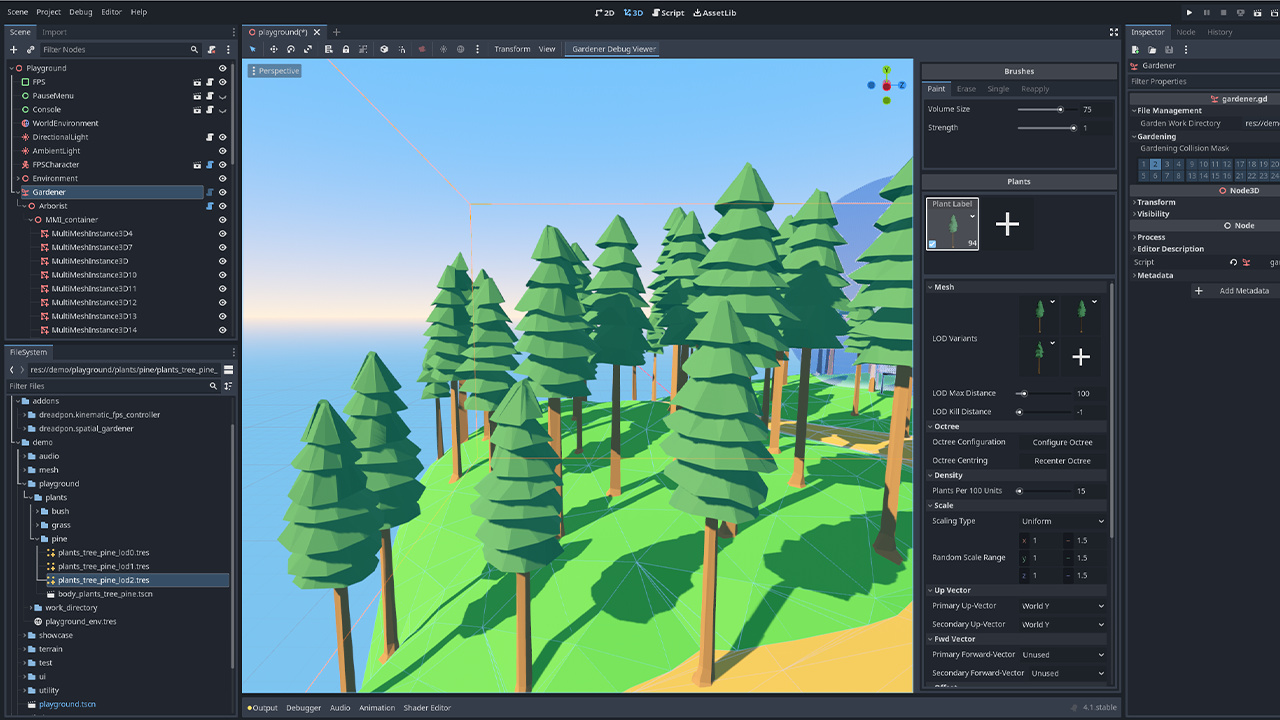 Scene Project Debug Editor Help
2D 3D Script AssetLib
Scene Import
Filter Nodes
Playground
FPS
PauseMenu
Console
WorldEnvironment
DirectionalLight
AmbientLight
FPSCharacter
Environment
Gardener
Arborist
MMI_container
MultiMeshInstance3D4
MultiMeshInstance3D7
MultiMeshInstance3D
MultiMeshInstance3D10
MultiMeshInstance3D11
MultiMeshInstance3D12
MultiMeshInstance3D13
MultiMeshInstance3D14
FileSystem
res://demo/playground/plants/pine/plants_tree_pine_
Filter Files
addons
dreadpon.kinematic_fps_controller
dreadpon.spatial_gardener
demo
audio
mesh
playground
plants
bush
grass
pine
plants_tree_pine_lod0.tres
plants_tree_pine_lod1.tres
plants_tree_pine_lod2.tres
body_plants_tree_pine.tscn
work_directory
playground_env.tres
showcase
terrain
test
ui
utility
playground.tscn
playground(*)
Transform View Gardener Debug Viewer
Perspective
Y
Z
Brushes
Paint Erase Single Reapply
Volume Size 75
Strength 1
Plants
Plant Label
94
Mesh
LOD Variants
LOD Max Distance 100
LOD Kill Distance -1
Octree
Octree Configuration Configure Octree
Octree Centring Recenter Octree
Density
Plants Per 100 Units 15
Scale
Scaling Type Uniform
x 1 – 1.5
Random Scale Range y 1 – 1.5
z 1 – 1.5
Up Vector
Primary Up-Vector World Y
Secondary Up-Vector World Y
Fwd Vector
Primary Forward-Vector Unused
Secondary Forward-Vector Unused
Output Debugger Audio Animation Shader Editor
4.1.stable
Inspector Node History
Gardener
Filter Properties
gardener.gd
File Management
Garden Work Directory res://demo
Gardening
Gardening Collision Mask
1 2 3 4 9 10 11 12 17 18 19 20
5 6 7 8 13 14 15 16 21 22 23 24
Node3D
Transform
Visibility
Node
Process
Editor Description
Script ga
Metadata
Add Metadata